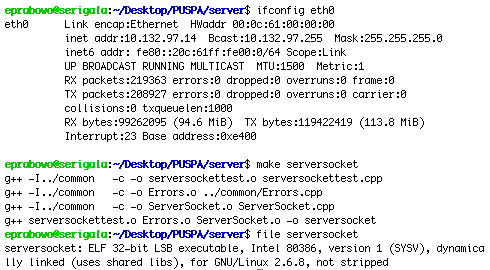 eprabowo@serigala:~/Desktop/PUSPA/server$ ifconfig eth0
eth0      Link encap:Ethernet  HWaddr 00:0c:61:00:00:00
          inet addr:10.132.97.14  Bcast:10.132.97.255  Mask:255.255.255.0
          inet6 addr: fe80::20c:61ff:fe00:0/64 Scope:Link
          UP BROADCAST RUNNING MULTICAST  MTU:1500  Metric:1
          RX packets:219363 errors:0 dropped:0 overruns:0 frame:0
          TX packets:208927 errors:0 dropped:0 overruns:0 carrier:0
          collisions:0 txqueuelen:1000
          RX bytes:99262095 (94.6 MiB)  TX bytes:119422419 (113.8 MiB)
          Interrupt:23 Base address:0xe400

eprabowo@serigala:~/Desktop/PUSPA/server$ make serversocket
g++ -I../common   -c -o serversockettest.o serversockettest.cpp
g++ -I../common   -c -o Errors.o ../common/Errors.cpp
g++ -I../common   -c -o ServerSocket.o ServerSocket.cpp
g++ serversockettest.o Errors.o ServerSocket.o -o serversocket
eprabowo@serigala:~/Desktop/PUSPA/server$ file serversocket
serversocket: ELF 32-bit LSB executable, Intel 80386, version 1 (SYSV), dynamica
lly linked (uses shared libs), for GNU/Linux 2.6.8, not stripped